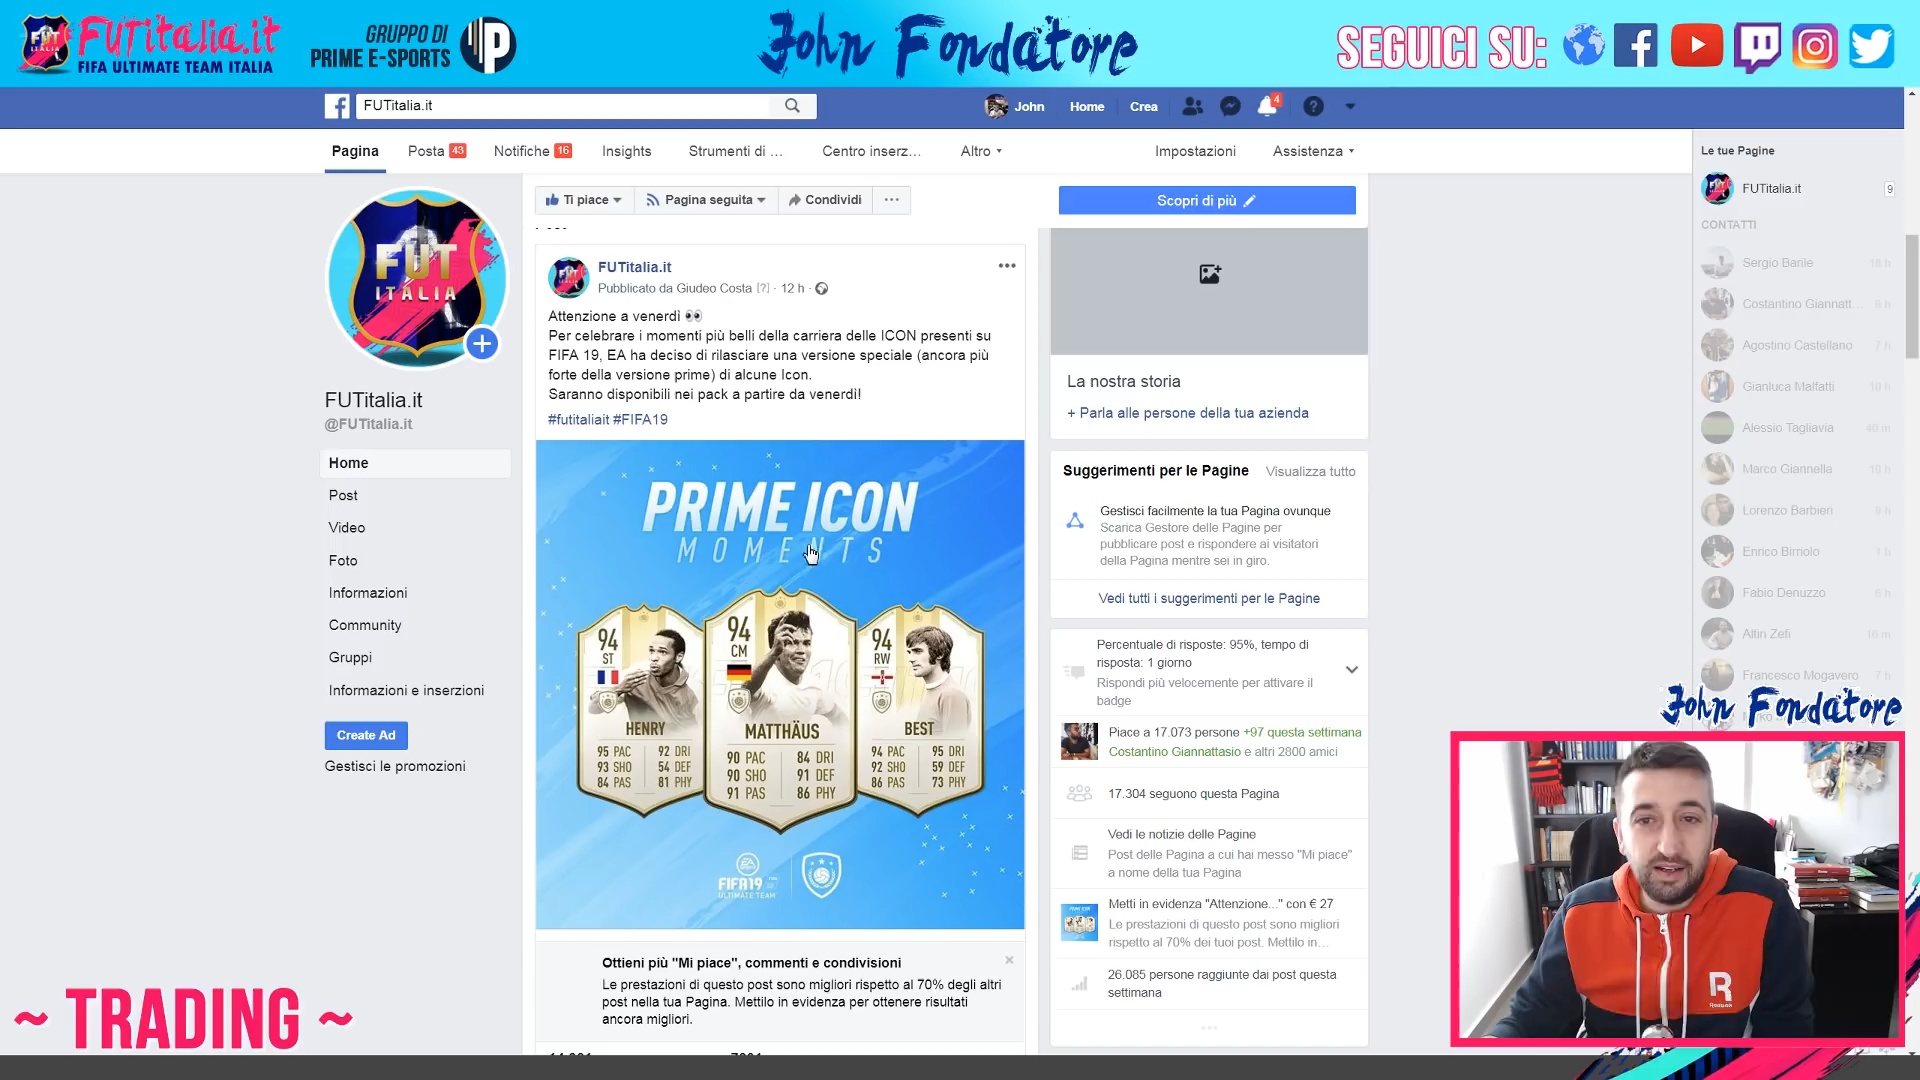 FUTitalia.it
FIFA ULTIMATE TEAM ITALIA
GRUPPO DI
PRIME E-SPORTS
John Fondatore
SEGUICI SU:
FUTitalia.it
John
Home
Crea
4
Pagina
Posta 43
Notifiche 16
Insights
Strumenti di ...
Centro inserz...
Altro
Impostazioni
Assistenza
Le tue Pagine
FUTitalia.it
9
CONTATTI
Sergio Barile 18 h
Costantino Giannatt... 8 h
Agostino Castellano 7 h
Gianluca Malfatti 10 h
Alessio Tagliavia 40 m
Marco Giannella 18 h
Lorenzo Barbieri 9 h
Enrico Birriolo 1 h
Fabio Denuzzo 6 h
Altin Zefi 16 m
Francesco Mogavero 7 h
FUT
ITALIA
FUTitalia.it
@FUTitalia.it
Home
Post
Video
Foto
Informazioni
Community
Gruppi
Informazioni e inserzioni
Create Ad
Gestisci le promozioni
Ti piace
Pagina seguita
Condividi
...
Scopri di più
FUTitalia.it
Pubblicato da Giudeo Costa [?] · 12 h ·
Attenzione a venerdì 👀
Per celebrare i momenti più belli della carriera delle ICON presenti su
FIFA 19, EA ha deciso di rilasciare una versione speciale (ancora più
forte della versione prime) di alcune Icon.
Saranno disponibili nei pack a partire da venerdì!
#futitaliait #FIFA19
PRIME ICON
MOMENTS
94
ST
HENRY
95 PAC 92 DRI
93 SHO 54 DEF
84 PAS 81 PHY
94
CM
MATTHÄUS
90 PAC 84 DRI
90 SHO 91 DEF
91 PAS 86 PHY
94
RW
BEST
94 PAC 95 DRI
92 SHO 59 DEF
86 PAS 73 PHY
EA SPORTS
FIFA19
ULTIMATE TEAM
Ottieni più "Mi piace", commenti e condivisioni
Le prestazioni di questo post sono migliori rispetto al 70% degli altri
post nella tua Pagina. Mettilo in evidenza per ottenere risultati
ancora migliori.
La nostra storia
+ Parla alle persone della tua azienda
Suggerimenti per le Pagine
Visualizza tutto
Gestisci facilmente la tua Pagina ovunque
Scarica Gestore delle Pagine per
pubblicare post e rispondere ai visitatori
della Pagina mentre sei in giro.
Vedi tutti i suggerimenti per le Pagine
Percentuale di risposte: 95%, tempo di
risposta: 1 giorno
Rispondi più velocemente per attivare il
badge
Piace a 17.073 persone +97 questa settimana
Costantino Giannattasio e altri 2800 amici
17.304 seguono questa Pagina
Vedi le notizie delle Pagine
Post delle Pagina a cui hai messo "Mi piace"
a nome della tua Pagina
Metti in evidenza "Attenzione..." con € 27
Le prestazioni di questo post sono migliori
rispetto al 70% dei tuoi post. Mettilo in...
26.085 persone raggiunte dai post questa
settimana
John Fondatore
R
~ TRADING ~